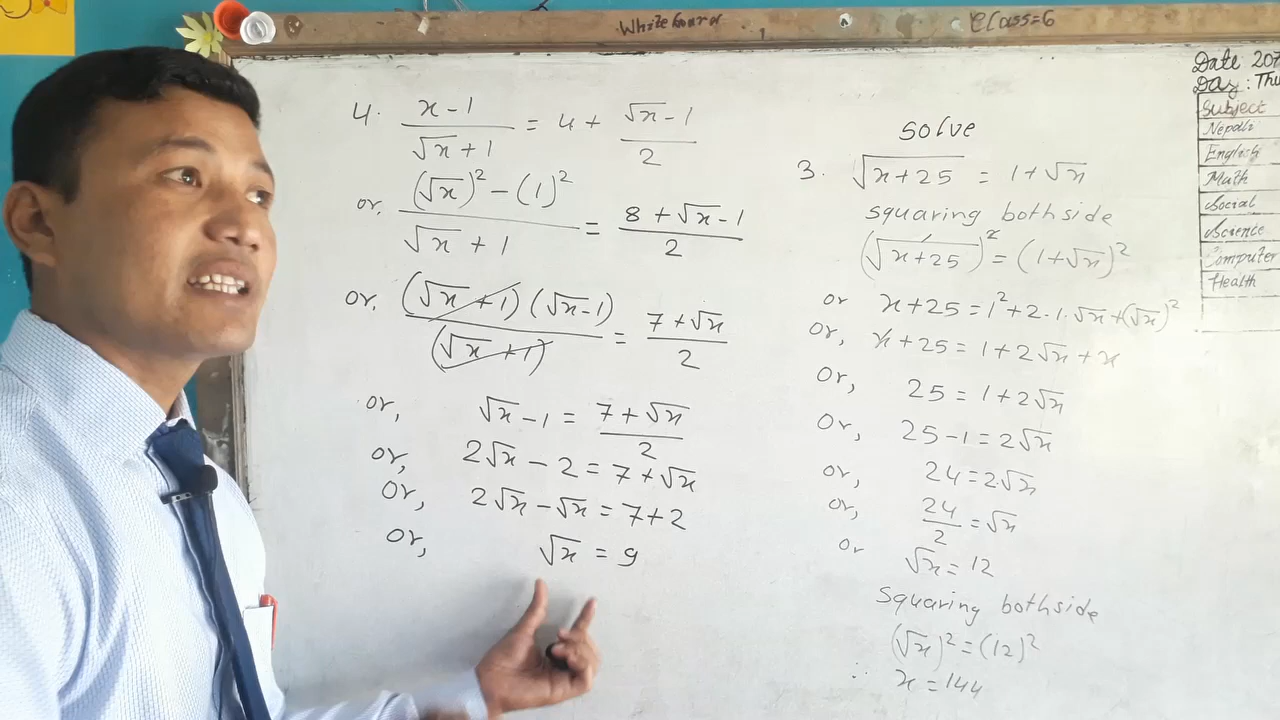 White board
Class=6
4. (x-1)/(√x+1) = 4 + (√x-1)/2
or, ((√x)²-(1)²)/(√x+1) = (8+√x-1)/2
or, ((√x+1)(√x-1))/(√x+1) = (7+√x)/2
or, √x-1 = (7+√x)/2
or, 2√x-2 = 7+√x
Or, 2√x-√x = 7+2
Or, √x = 9
Solve
3. √(x+25) = 1+√x
squaring both side
(√(x+25))² = (1+√x)²
or x+25 = 1²+2·1·√x+(√x)²
or, x+25 = 1+2√x+x
Or, 25 = 1+2√x
Or, 25-1 = 2√x
or, 24 = 2√x
or, 24/2 = √x
or √x = 12
Squaring both side
(√x)² = (12)²
∴ x = 144
Date 207
Day: Thu
Subject
Nepali
English
Math
Social
Science
Computer
Health